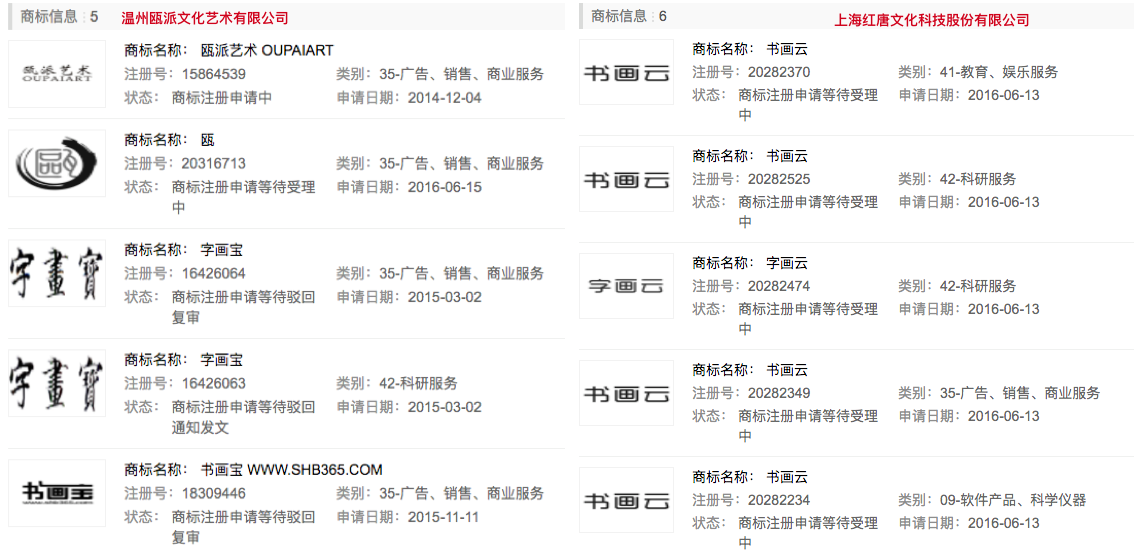 商标信息 5 温州瓯派文化艺术有限公司
瓯派艺术
OUPAIART
商标名称： 瓯派艺术 OUPAIART
注册号：15864539 类别：35-广告、销售、商业服务
状态： 商标注册申请中 申请日期：2014-12-04
商标名称： 瓯
注册号：20316713 类别：35-广告、销售、商业服务
状态： 商标注册申请等待受理 申请日期：2016-06-15
中
字畫寶
商标名称： 字画宝
注册号：16426064 类别：35-广告、销售、商业服务
状态： 商标注册申请等待驳回 申请日期：2015-03-02
复审
字畫寶
商标名称： 字画宝
注册号：16426063 类别：42-科研服务
状态： 商标注册申请等待驳回 申请日期：2015-03-02
通知发文
书画宝
商标名称： 书画宝 WWW.SHB365.COM
注册号：18309446 类别：35-广告、销售、商业服务
状态： 商标注册申请等待驳回 申请日期：2015-11-11
复审
商标信息 6 上海红唐文化科技股份有限公司
书画云
商标名称： 书画云
注册号：20282370 类别：41-教育、娱乐服务
状态： 商标注册申请等待受理 申请日期：2016-06-13
中
书画云
商标名称： 书画云
注册号：20282525 类别：42-科研服务
状态： 商标注册申请等待受理 申请日期：2016-06-13
中
字画云
商标名称： 字画云
注册号：20282474 类别：42-科研服务
状态： 商标注册申请等待受理 申请日期：2016-06-13
中
书画云
商标名称： 书画云
注册号：20282349 类别：35-广告、销售、商业服务
状态： 商标注册申请等待受理 申请日期：2016-06-13
中
书画云
商标名称： 书画云
注册号：20282234 类别：09-软件产品、科学仪器
状态： 商标注册申请等待受理 申请日期：2016-06-13
中